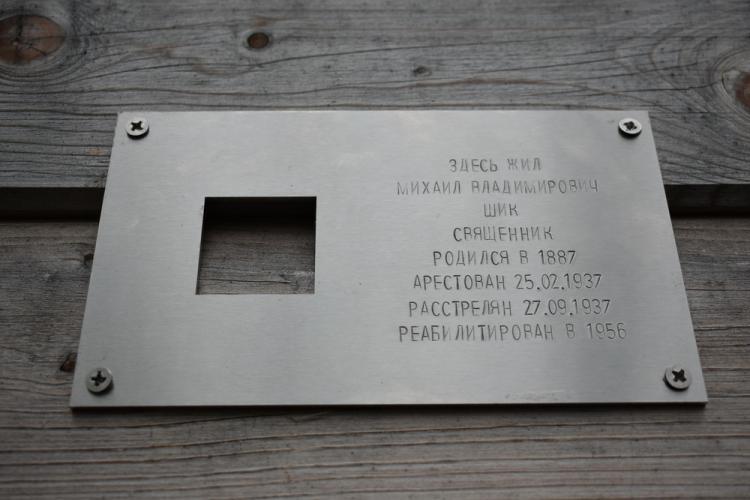 ЗДЕСЬ ЖИЛ
МИХАИЛ ВЛАДИМИРОВИЧ
ШИК
СВЯЩЕННИК
РОДИЛСЯ В 1887
АРЕСТОВАН 25.02.1937
РАССТРЕЛЯН 27.09.1937
РЕАБИЛИТИРОВАН В 1956